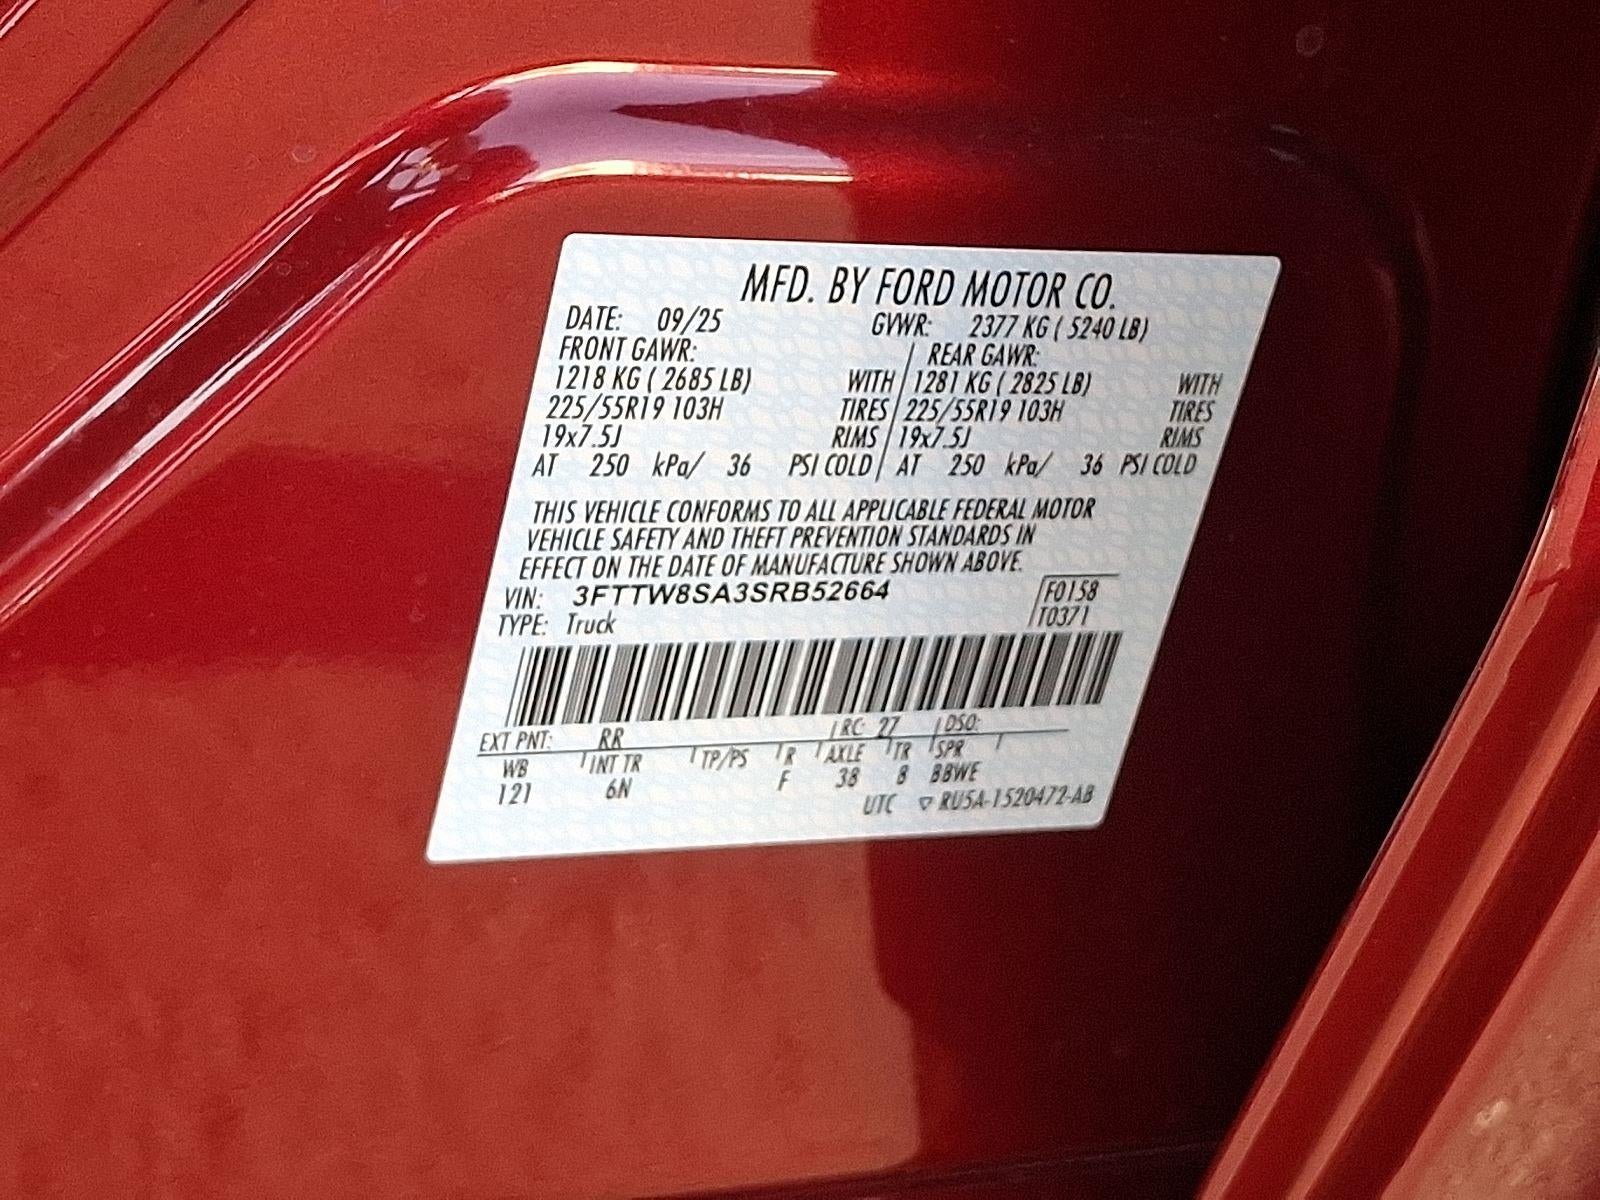 MFD. BY FORD MOTOR CO.
DATE: 09/25 GVWR: 2377 KG ( 5240 LB)
FRONT GAWR: REAR GAWR:
1218 KG ( 2685 LB) WITH 1281 KG ( 2825 LB) WITH
225/55R19 103H TIRES 225/55R19 103H TIRES
19x7.5J RIMS 19x7.5J RIMS
AT 250 kPa/ 36 PSI COLD AT 250 kPa/ 36 PSI COLD
THIS VEHICLE CONFORMS TO ALL APPLICABLE FEDERAL MOTOR
VEHICLE SAFETY AND THEFT PREVENTION STANDARDS IN
EFFECT ON THE DATE OF MANUFACTURE SHOWN ABOVE.
VIN: 3FTTW8SA3SRB52664 F0158
TYPE: Truck T0371
EXT PNT: RR RC: 27 DSO:
WB INT TR TP/PS R AXLE TR SPR
121 6N F 38 8 BBWE
UTC ▽ RU5A-1520472-AB